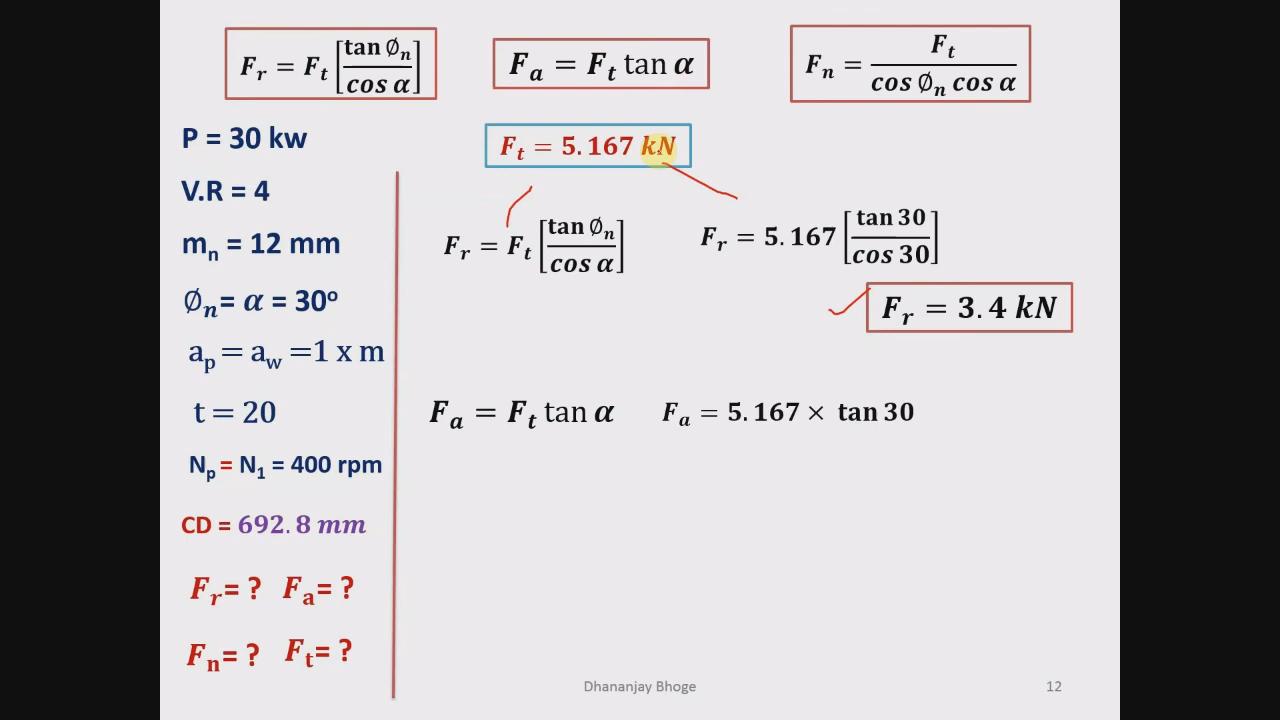 F_r = F_t [tan ∅_n / cos α]
F_a = F_t tan α
F_n = F_t / cos ∅_n cos α
P = 30 kw
V.R = 4
m_n = 12 mm
∅_n = α = 30°
a_p = a_w =1 x m
t = 20
N_p = N_1 = 400 rpm
CD = 692.8 mm
F_r= ? F_a= ?
F_n= ? F_t= ?
F_t = 5.167 kN
F_r = F_t [tan ∅_n / cos α]
F_r = 5.167 [tan 30 / cos 30]
F_r = 3.4 kN
F_a = F_t tan α
F_a = 5.167 × tan 30
Dhananjay Bhoge
12